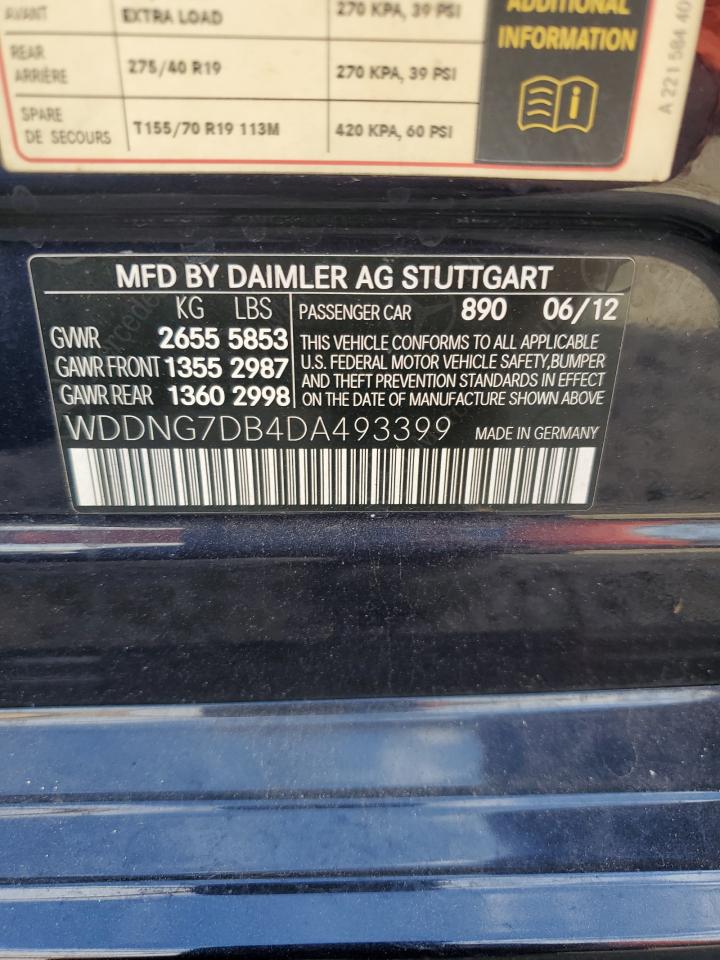 AVANT EXTRA LOAD 270 KPA, 39 PSI
REAR
ARRIÈRE 275/40 R19 270 KPA, 39 PSI
SPARE
DE SECOURS T155/70 R19 113M 420 KPA, 60 PSI
ADDITIONAL
INFORMATION
A 221 584 40
MFD BY DAIMLER AG STUTTGART
KG LBS
GVWR 2655 5853
GAWR FRONT 1355 2987
GAWR REAR 1360 2998
PASSENGER CAR 890 06/12
THIS VEHICLE CONFORMS TO ALL APPLICABLE
U.S. FEDERAL MOTOR VEHICLE SAFETY,BUMPER
AND THEFT PREVENTION STANDARDS IN EFFECT
ON THE DATE OF MANUFACTURE SHOWN ABOVE
WDDNG7DB4DA493399 MADE IN GERMANY